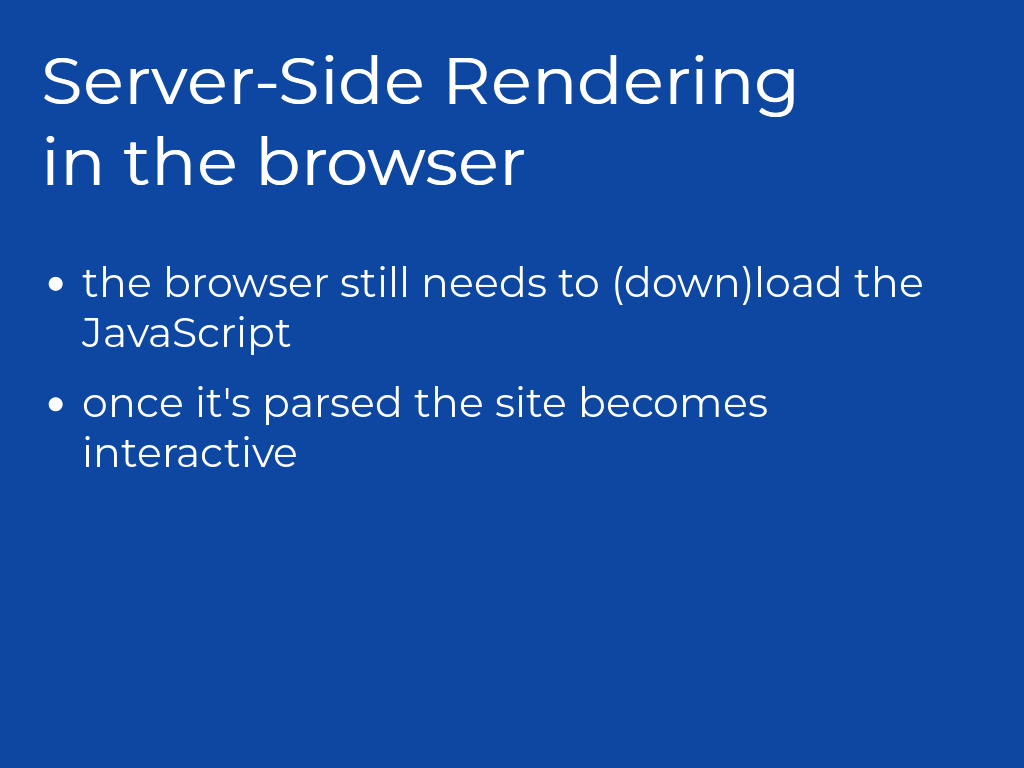 Server-Side Rendering
in the browser
• the browser still needs to (down)load the
JavaScript
• once it's parsed the site becomes
interactive